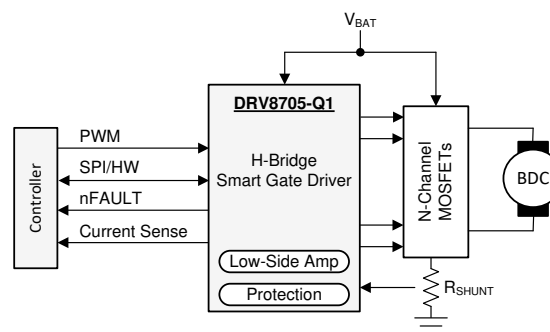 VBAT
DRV8705-Q1
H-Bridge
Smart Gate Driver
Low-Side Amp
Protection
Controller
PWM
SPI/HW
nFAULT
Current Sense
N-Channel
MOSFETs
BDC
RSHUNT